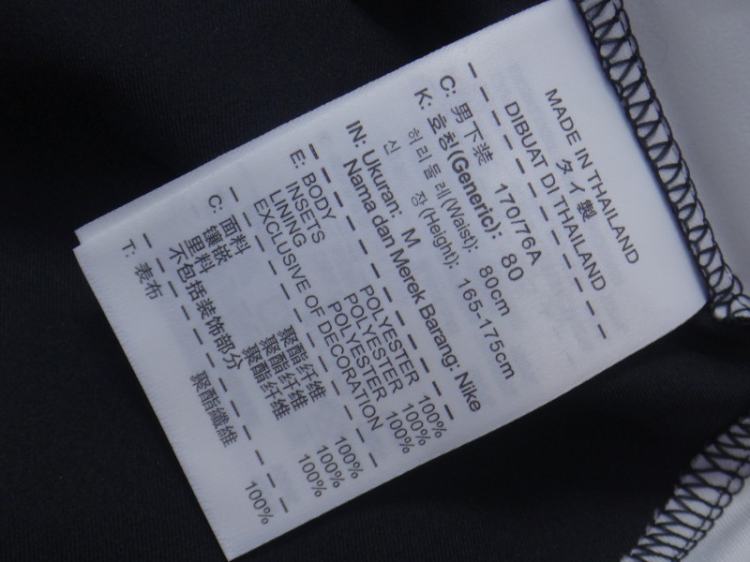 MADE IN THAILAND
タイ製
DIBUAT DI THAILAND
C: 男下装 170/76A
K: 호칭(Generic): 80
허리둘레(Waist): 80cm
신 장(Height): 165-175cm
IN: Ukuran: M
Nama dan Merek Barang: Nike
E: BODY POLYESTER 100%
INSETS POLYESTER 100%
LINING POLYESTER 100%
EXCLUSIVE OF DECORATION
C: 面料 聚酯纤维 100%
镶嵌 聚酯纤维 100%
里料 聚酯纤维 100%
不包括装饰部分
T: 表布 聚酯纖維 100%